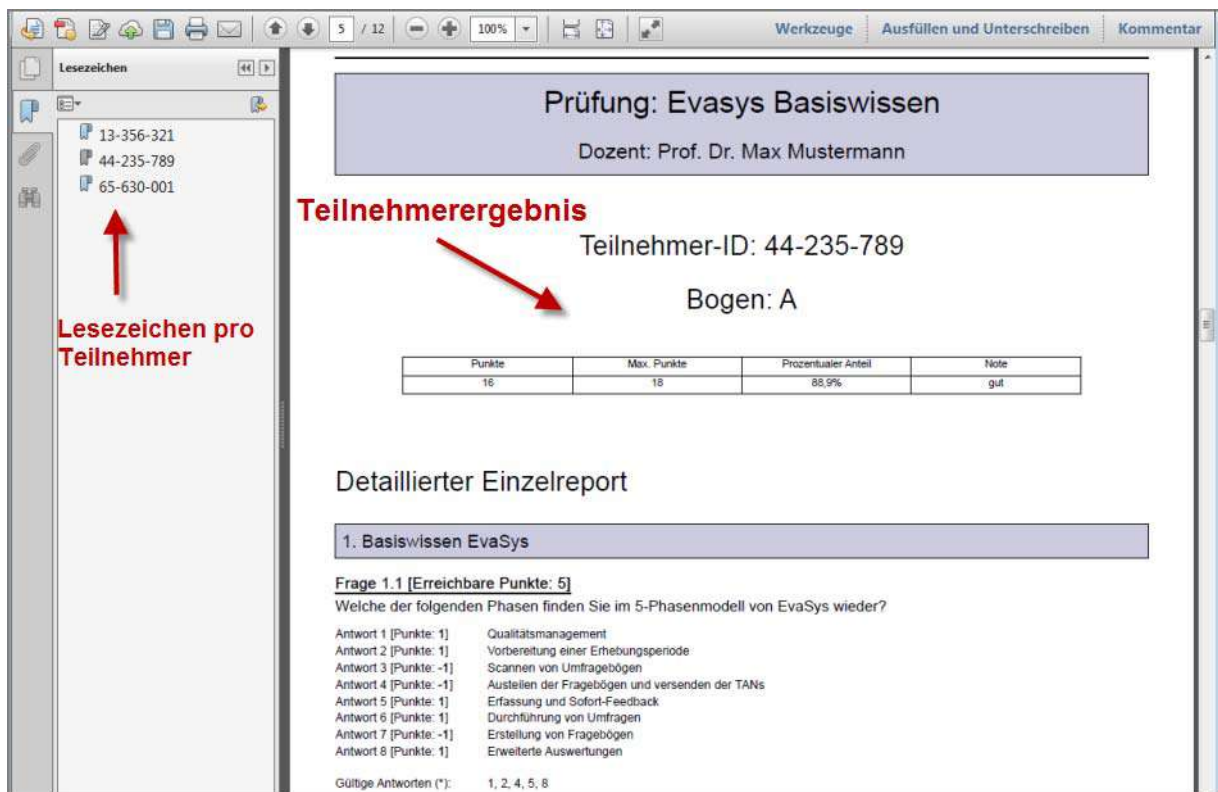 5 / 12 100% Werkzeuge Ausfüllen und Unterschreiben Kommentar
Lesezeichen
13-356-321
44-235-789
65-630-001
Lesezeichen pro
Teilnehmer
Prüfung: Evasys Basiswissen
Dozent: Prof. Dr. Max Mustermann
Teilnehmerergebnis
Teilnehmer-ID: 44-235-789
Bogen: A
Punkte Max. Punkte Prozentualer Anteil Note
16 18 88,9% gut
Detaillierter Einzelreport
1. Basiswissen EvaSys
Frage 1.1 [Erreichbare Punkte: 5]
Welche der folgenden Phasen finden Sie im 5-Phasenmodell von EvaSys wieder?
Antwort 1 [Punkte: 1] Qualitätsmanagement
Antwort 2 [Punkte: 1] Vorbereitung einer Erhebungsperiode
Antwort 3 [Punkte: -1] Scannen von Umfragebögen
Antwort 4 [Punkte: -1] Austeilen der Fragebögen und versenden der TANs
Antwort 5 [Punkte: 1] Erfassung und Sofort-Feedback
Antwort 6 [Punkte: 1] Durchführung von Umfragen
Antwort 7 [Punkte: -1] Erstellung von Fragebögen
Antwort 8 [Punkte: 1] Erweiterte Auswertungen
Gültige Antworten (*): 1, 2, 4, 5, 8